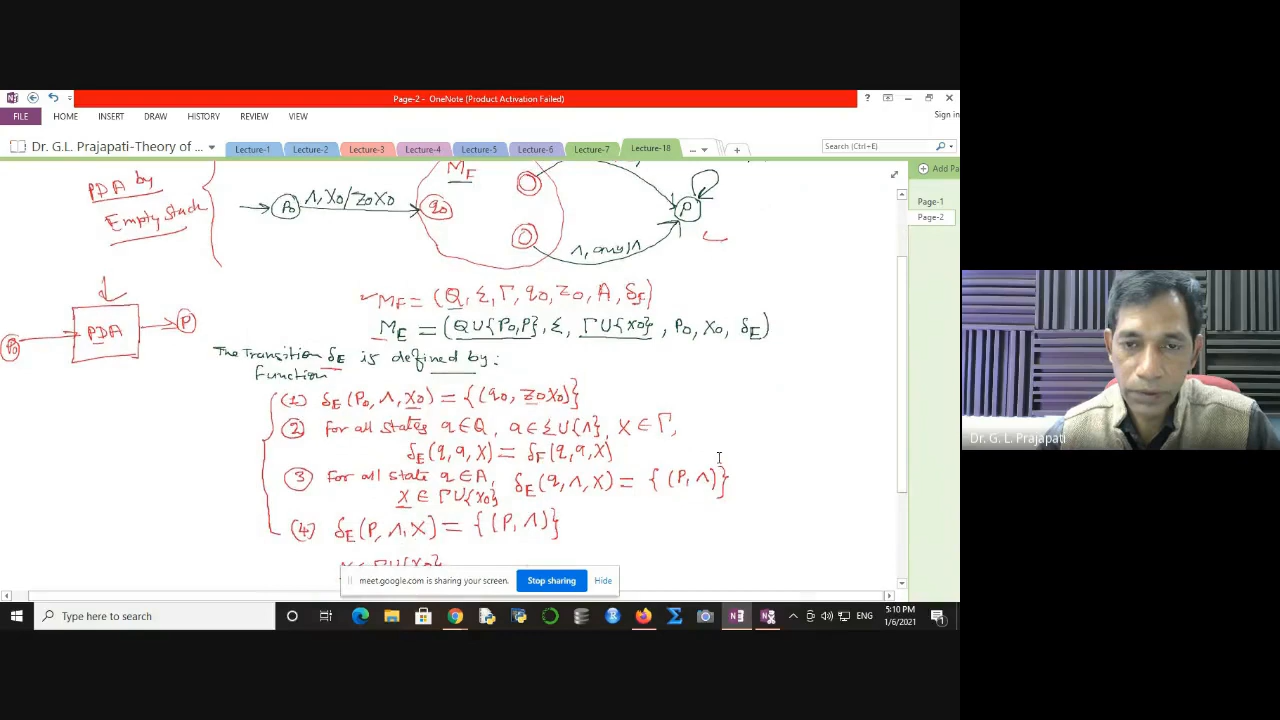 Page-2 - OneNote (Product Activation Failed)
FILE HOME INSERT DRAW HISTORY REVIEW VIEW
Sign in
Dr. G.L. Prajapati-Theory of ... Lecture-1 Lecture-2 Lecture-3 Lecture-4 Lecture-5 Lecture-6 Lecture-7 Lecture-18 ...
Search (Ctrl+E)
Add Pa
Page-1
Page-2
PDA by
Empty stack
ME
P0 Λ, X0/Z0X0 q0
P
Λ, any/Λ
PDA
P0
P
MF = (Q, Σ, Γ, q0, Z0, A, δF)
ME = (Q∪{P0,P}, Σ, Γ∪{X0}, P0, X0, δE)
The Transition δE is defined by:
Function
(1) δE(P0, Λ, X0) = {(q0, Z0X0)}
(2) For all states q∈Q, a∈Σ∪{Λ}, X∈Γ,
δE(q, a, X) = δF(q, a, X)
(3) For all state q∈A, δE(q, Λ, X) = {(P, Λ)}
X ∈ Γ∪{X0}
(4) δE(P, Λ, X) = {(P, Λ)}
X ∈ Γ∪{X0}
meet.google.com is sharing your screen. Stop sharing Hide
Dr. G. L. Prajapati
Type here to search
ENG
5:10 PM
1/6/2021